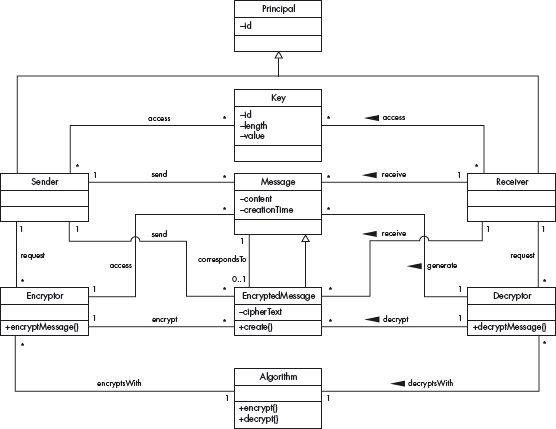 Principal
–id
Key
–id
–length
–value
access
*
*
access
*
*
Sender
Message
–content
–creationTime
Receiver
1
send
*
*
receive
1
1
1
send
*
*
*
receive
1
1
request
access
1
correspondsTo
0..1
generate
request
*
1
*
*
1
*
Encryptor
+encryptMessage()
EncryptedMessage
–cipherText
+create()
Decryptor
+decryptMessage()
1
encrypt
*
*
decrypt
1
*
*
Algorithm
+encrypt()
+decrypt()
encryptsWith
1
1
decryptsWith